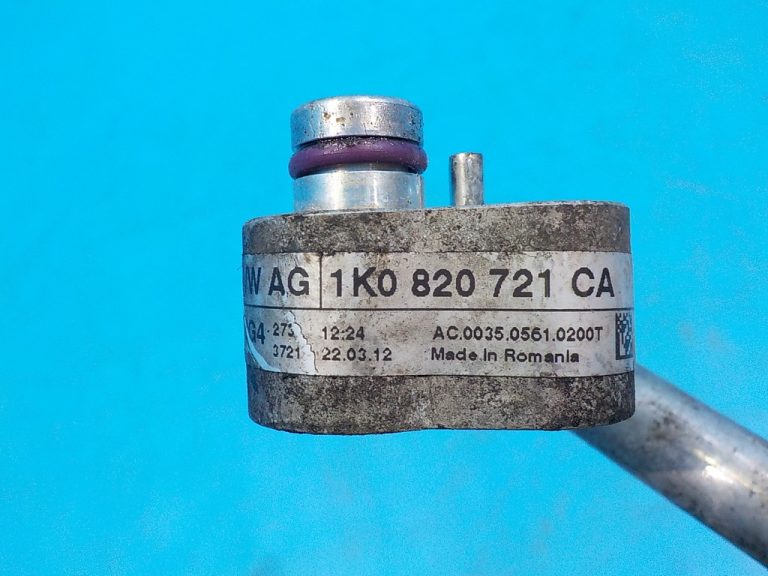 AG 1K0 820 721 CA
273 12:24 AC.0035.0561.0200T
3721 22.03.12 Made in Romania